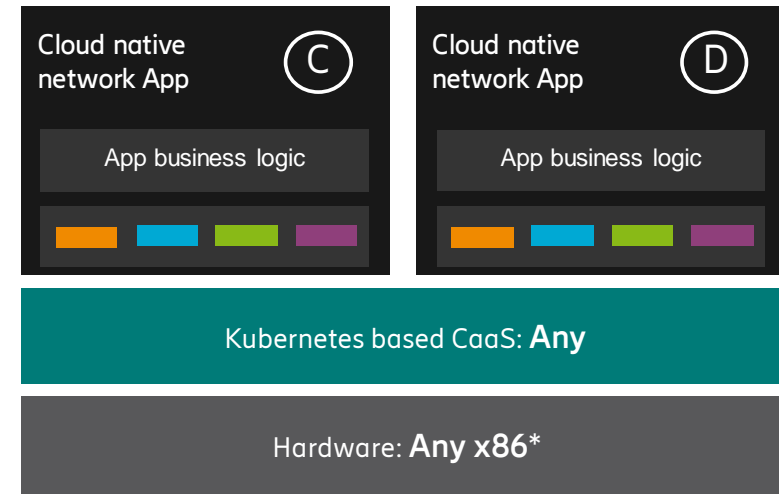 Cloud native
network App
C
App business logic
Cloud native
network App
D
App business logic
Kubernetes based CaaS: Any
Hardware: Any x86*